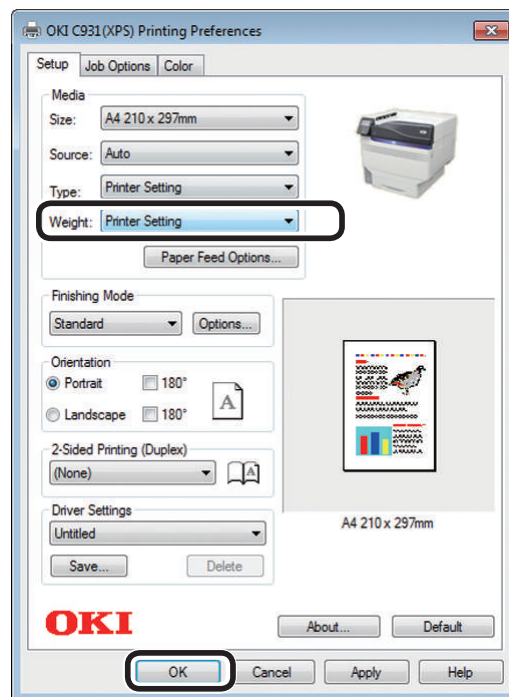 OKI C931(XPS) Printing Preferences
Setup Job Options Color
Media
Size: A4 210 x 297mm
Source: Auto
Type: Printer Setting
Weight: Printer Setting
Paper Feed Options...
Finishing Mode
Standard Options...
Orientation
Portrait 180°
A
Landscape 180°
2-Sided Printing (Duplex)
(None) A
Driver Settings
Untitled
A4 210 x 297mm
Save... Delete
OKI
About... Default
OK Cancel Apply Help